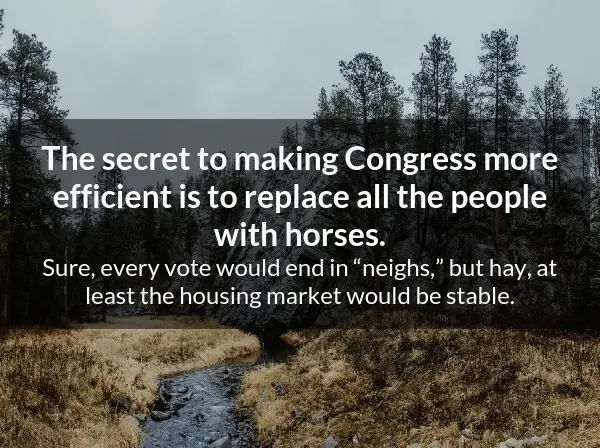 The secret to making Congress more
efficient is to replace all the people
with horses.
Sure, every vote would end in “neighs,” but hay, at
least the housing market would be stable.